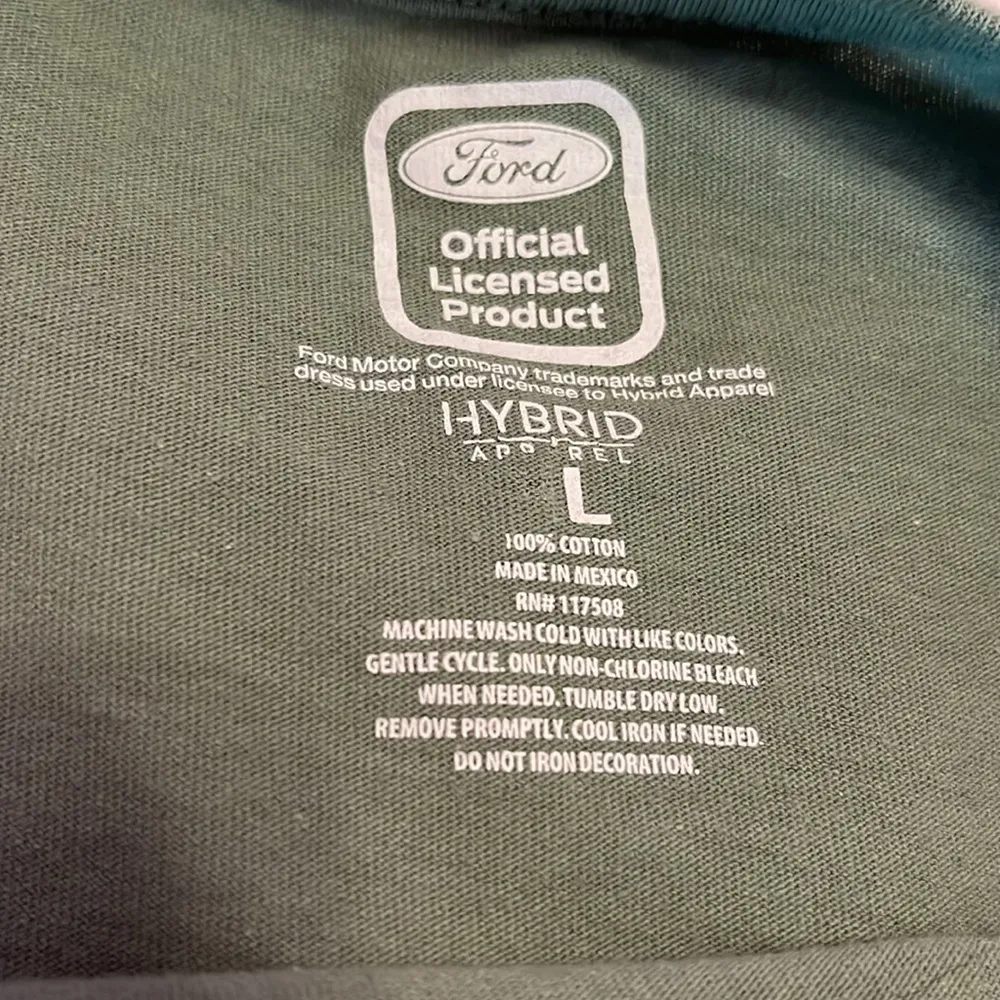 Ford
Official
Licensed
Product
Ford Motor Company trademarks and trade
dress used under licensee to Hybrid Apparel
HYBRID
APPAREL
L
100% COTTON
MADE IN MEXICO
RN# 117508
MACHINE WASH COLD WITH LIKE COLORS.
GENTLE CYCLE. ONLY NON-CHLORINE BLEACH
WHEN NEEDED. TUMBLE DRY LOW.
REMOVE PROMPTLY. COOL IRON IF NEEDED.
DO NOT IRON DECORATION.